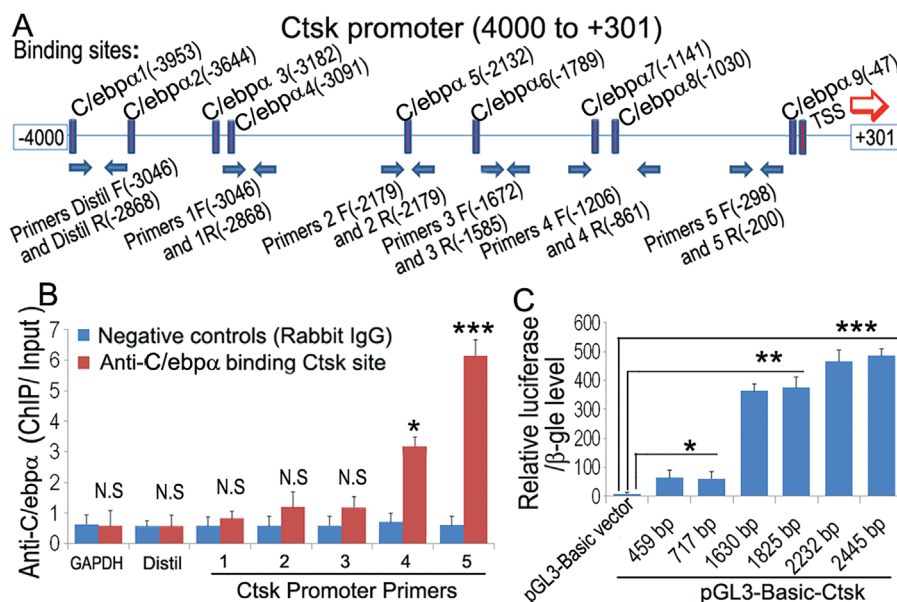 A
Ctsk promoter (4000 to +301)
Binding sites:
C/ebpα1(-3953)
C/ebpα2(-3644)
C/ebpα 3(-3182)
C/ebpα4(-3091)
C/ebpα 5(-2132)
C/ebpα6(-1789)
C/ebpα7(-1141)
C/ebpα8(-1030)
C/ebpα 9(-47)
TSS
-4000
+301
Primers Distil F(-3046)
and Distil R(-2868)
Primers 1F(-3046)
and 1R(-2868)
Primers 2 F(-2179)
and 2 R(-2179)
Primers 3 F(-1672)
and 3 R(-1585)
Primers 4 F(-1206)
and 4 R(-861)
Primers 5 F(-298)
and 5 R(-200)
B
Anti-C/ebpα (ChIP/ Input)
7
6
5
4
3
2
1
0
Negative controls (Rabbit IgG)
Anti-C/ebpα binding Ctsk site
N.S
N.S
N.S
N.S
*
***
GAPDH Distil 1 2 3 4 5
Ctsk Promoter Primers
C
Relative luciferase
/β-gle level
600
500
400
300
200
100
0
***
**
*
pGL3-Basic vector
459 bp
717 bp
1630 bp
1825 bp
2232 bp
2445 bp
pGL3-Basic-Ctsk